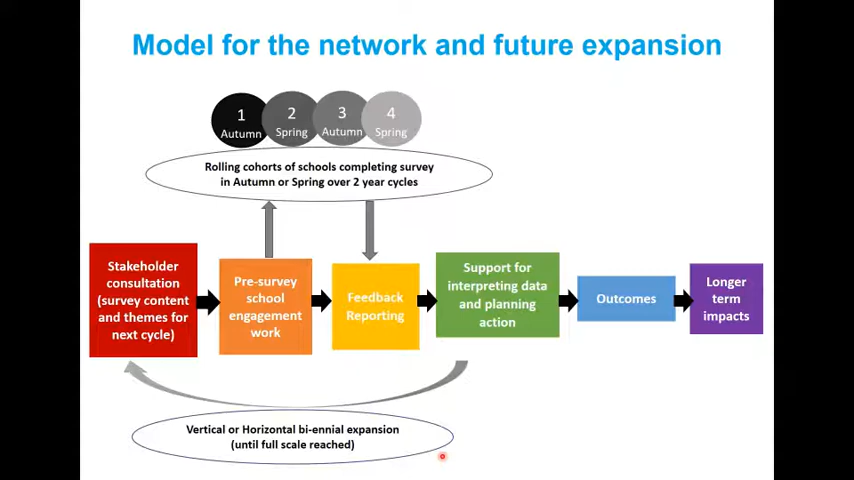 Model for the network and future expansion
1
Autumn
2
Spring
3
Autumn
4
Spring
Rolling cohorts of schools completing survey
in Autumn or Spring over 2 year cycles
Stakeholder
consultation
(survey content
and themes for
next cycle)
Pre-survey
school
engagement
work
Feedback
Reporting
Support for
interpreting data
and planning
action
Outcomes
Longer
term
impacts
Vertical or Horizontal bi-ennial expansion
(until full scale reached)